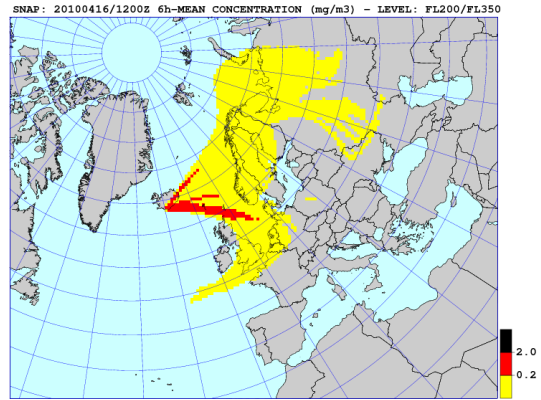 SNAP: 20100416/1200Z 6h-MEAN CONCENTRATION (mg/m3) - LEVEL: FL200/FL350
2.0
0.2